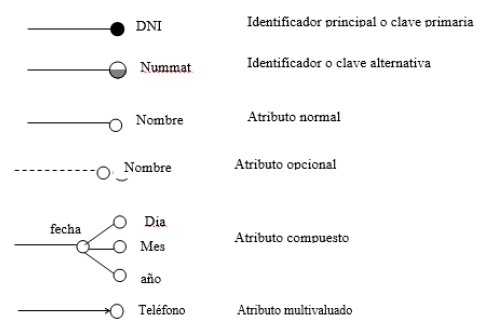 DNI Identificador principal o clave primaria
Nummat Identificador o clave alternativa
Nombre Atributo normal
Nombre Atributo opcional
fecha
Dia
Mes
año
Atributo compuesto
Teléfono Atributo multivaluado